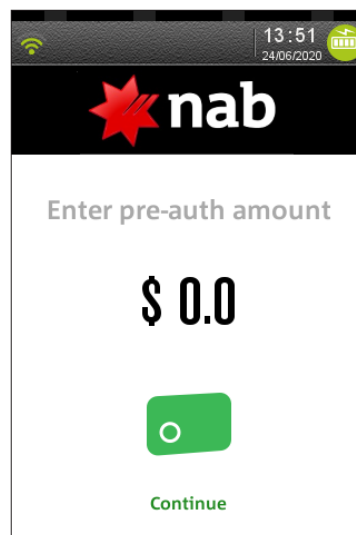 13:51
24/06/2020
nab
Enter pre-auth amount
$ 0.0
Continue